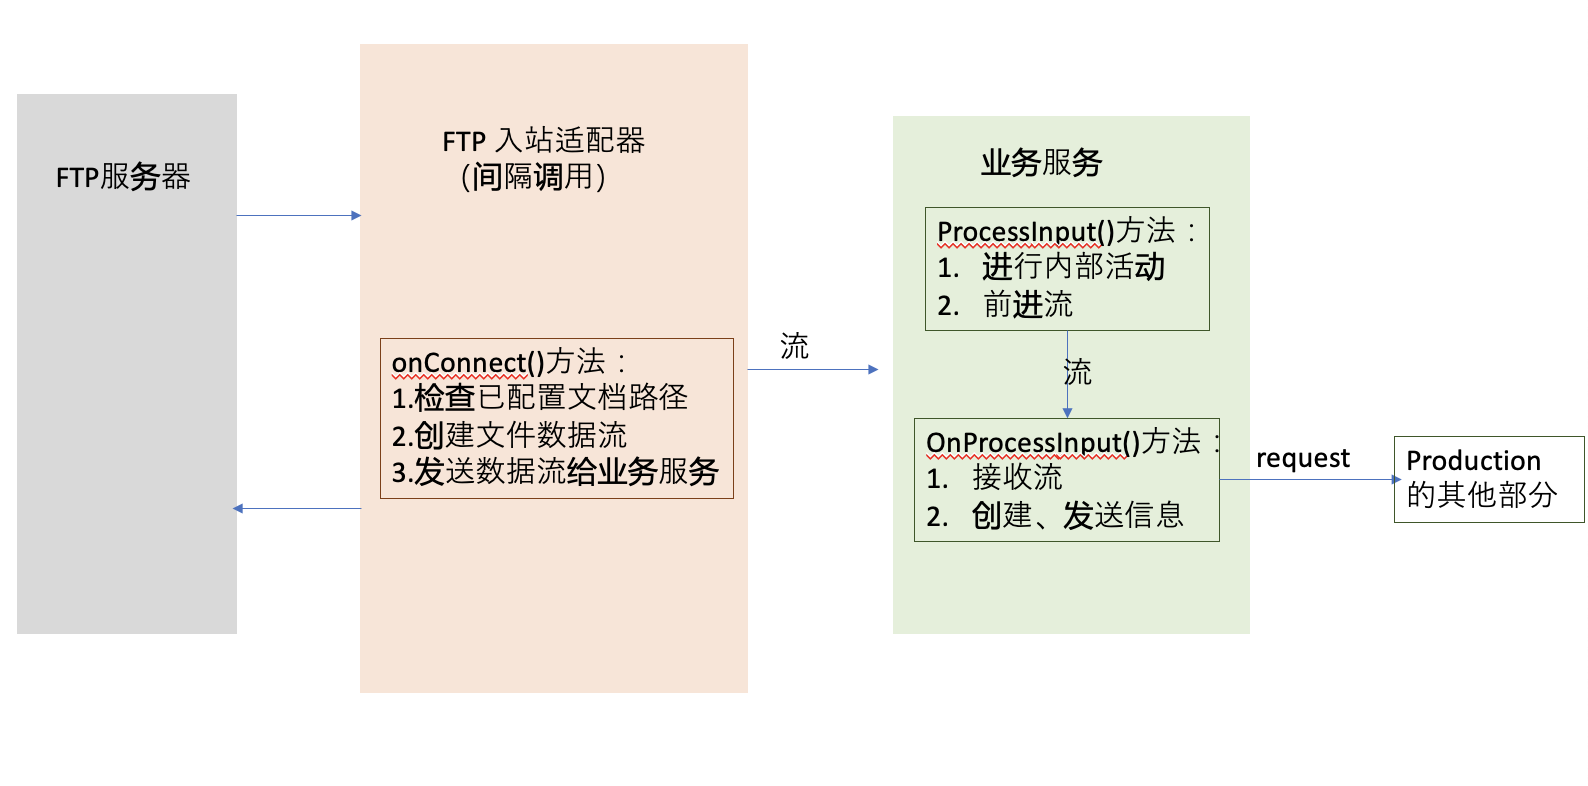 FTP服务器
FTP 入站适配器
（间隔调用）
onConnect()方法：
1.检查已配置文档路径
2.创建文件数据流
3.发送数据流给业务服务
流
业务服务
ProcessInput()方法：
1. 进行内部活动
2. 前进流
流
OnProcessInput()方法：
1. 接收流
2. 创建、发送信息
request
Production
的其他部分